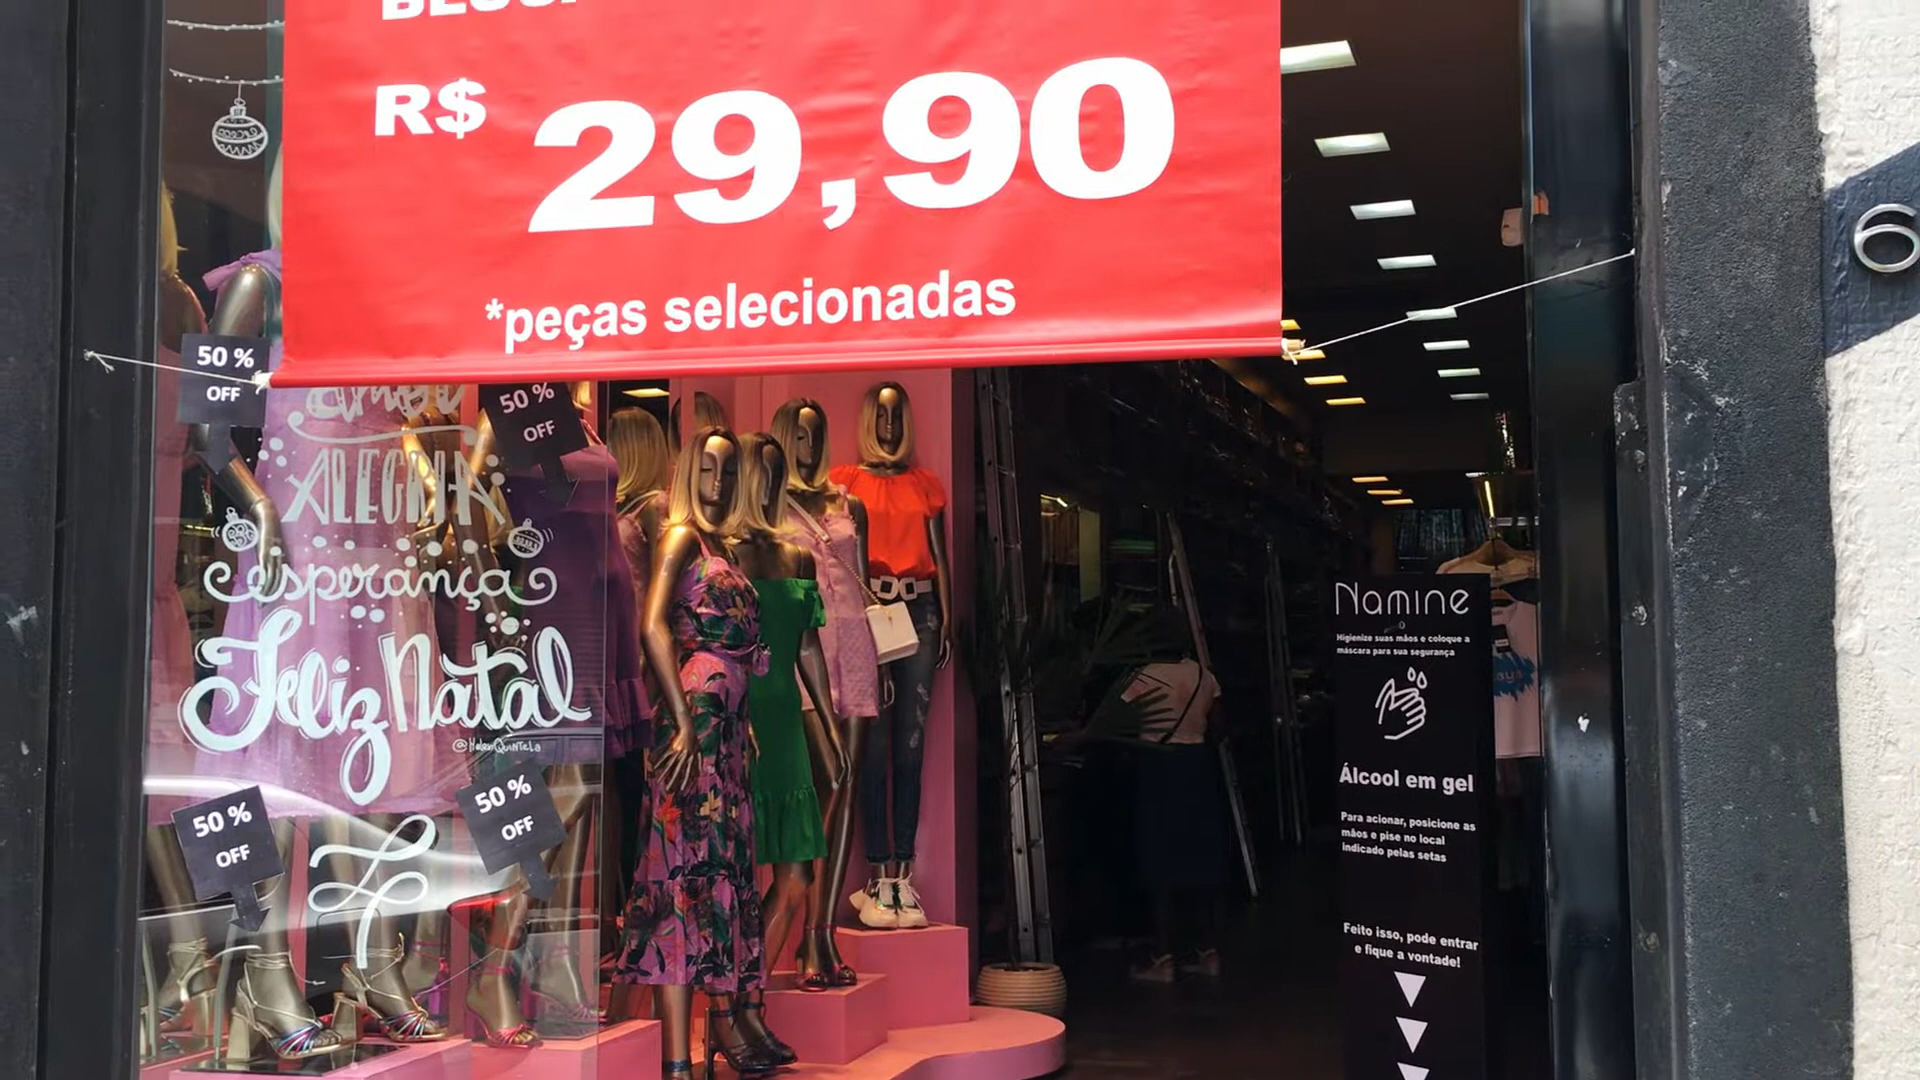 R$ 29,90
*peças selecionadas
50 %
OFF
50 %
OFF
ALEGRIA
esperança
Feliz Natal
@HelenQuintela
50 %
OFF
50 %
OFF
Namine
Higienize suas mãos e coloque a
máscara para sua segurança
Álcool em gel
Para acionar, posicione as
mãos e pise no local
indicado pelas setas
Feito isso, pode entrar
e fique a vontade!
6